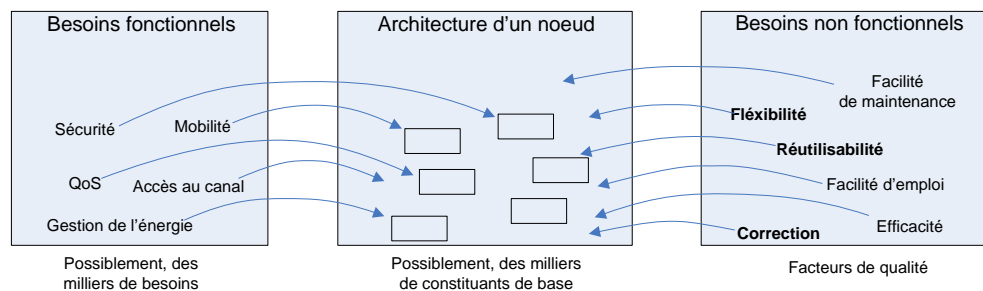 Besoins fonctionnels
Sécurité
Mobilité
QoS
Accès au canal
Gestion de l'énergie
Possiblement, des
milliers de besoins
Architecture d'un noeud
Possiblement, des milliers
de constituants de base
Besoins non fonctionnels
Facilité
de maintenance
Fléxibilité
Réutilisabilité
Facilité d'emploi
Efficacité
Correction
Facteurs de qualité